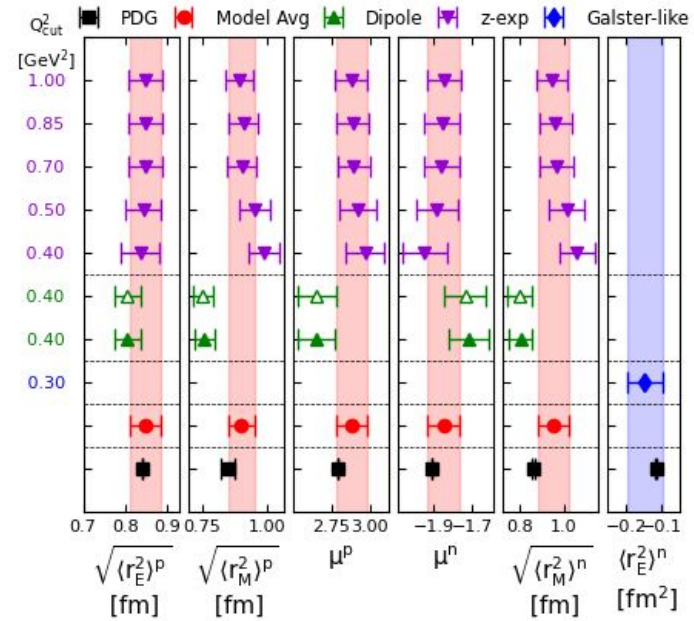 Q²cut
[GeV²]
PDG Model Avg Dipole z-exp Galster-like
1.00
0.85
0.70
0.50
0.40
0.40
0.40
0.30
0.7 0.8 0.9 0.75 1.00 2.75 3.00 −1.9 −1.7 0.8 1.0 −0.2 −0.1
√⟨r²E⟩ᵖ √⟨r²M⟩ᵖ μᵖ μⁿ √⟨r²M⟩ⁿ ⟨r²E⟩ⁿ
[fm] [fm] [fm] [fm²]